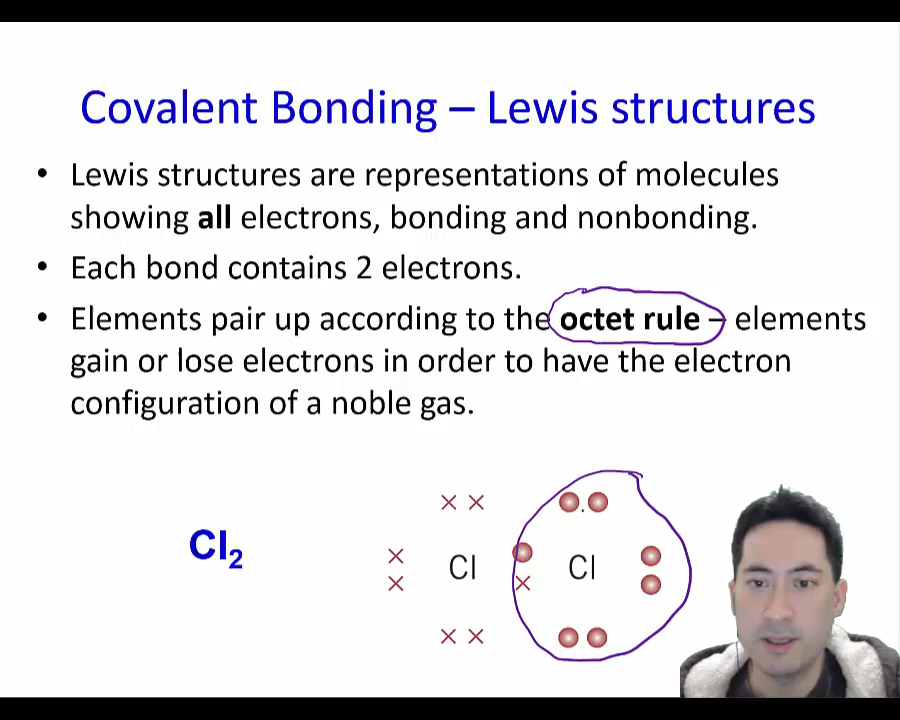 Covalent Bonding – Lewis structures
• Lewis structures are representations of molecules
showing all electrons, bonding and nonbonding.
• Each bond contains 2 electrons.
• Elements pair up according to the octet rule – elements
gain or lose electrons in order to have the electron
configuration of a noble gas.
Cl₂
Cl Cl